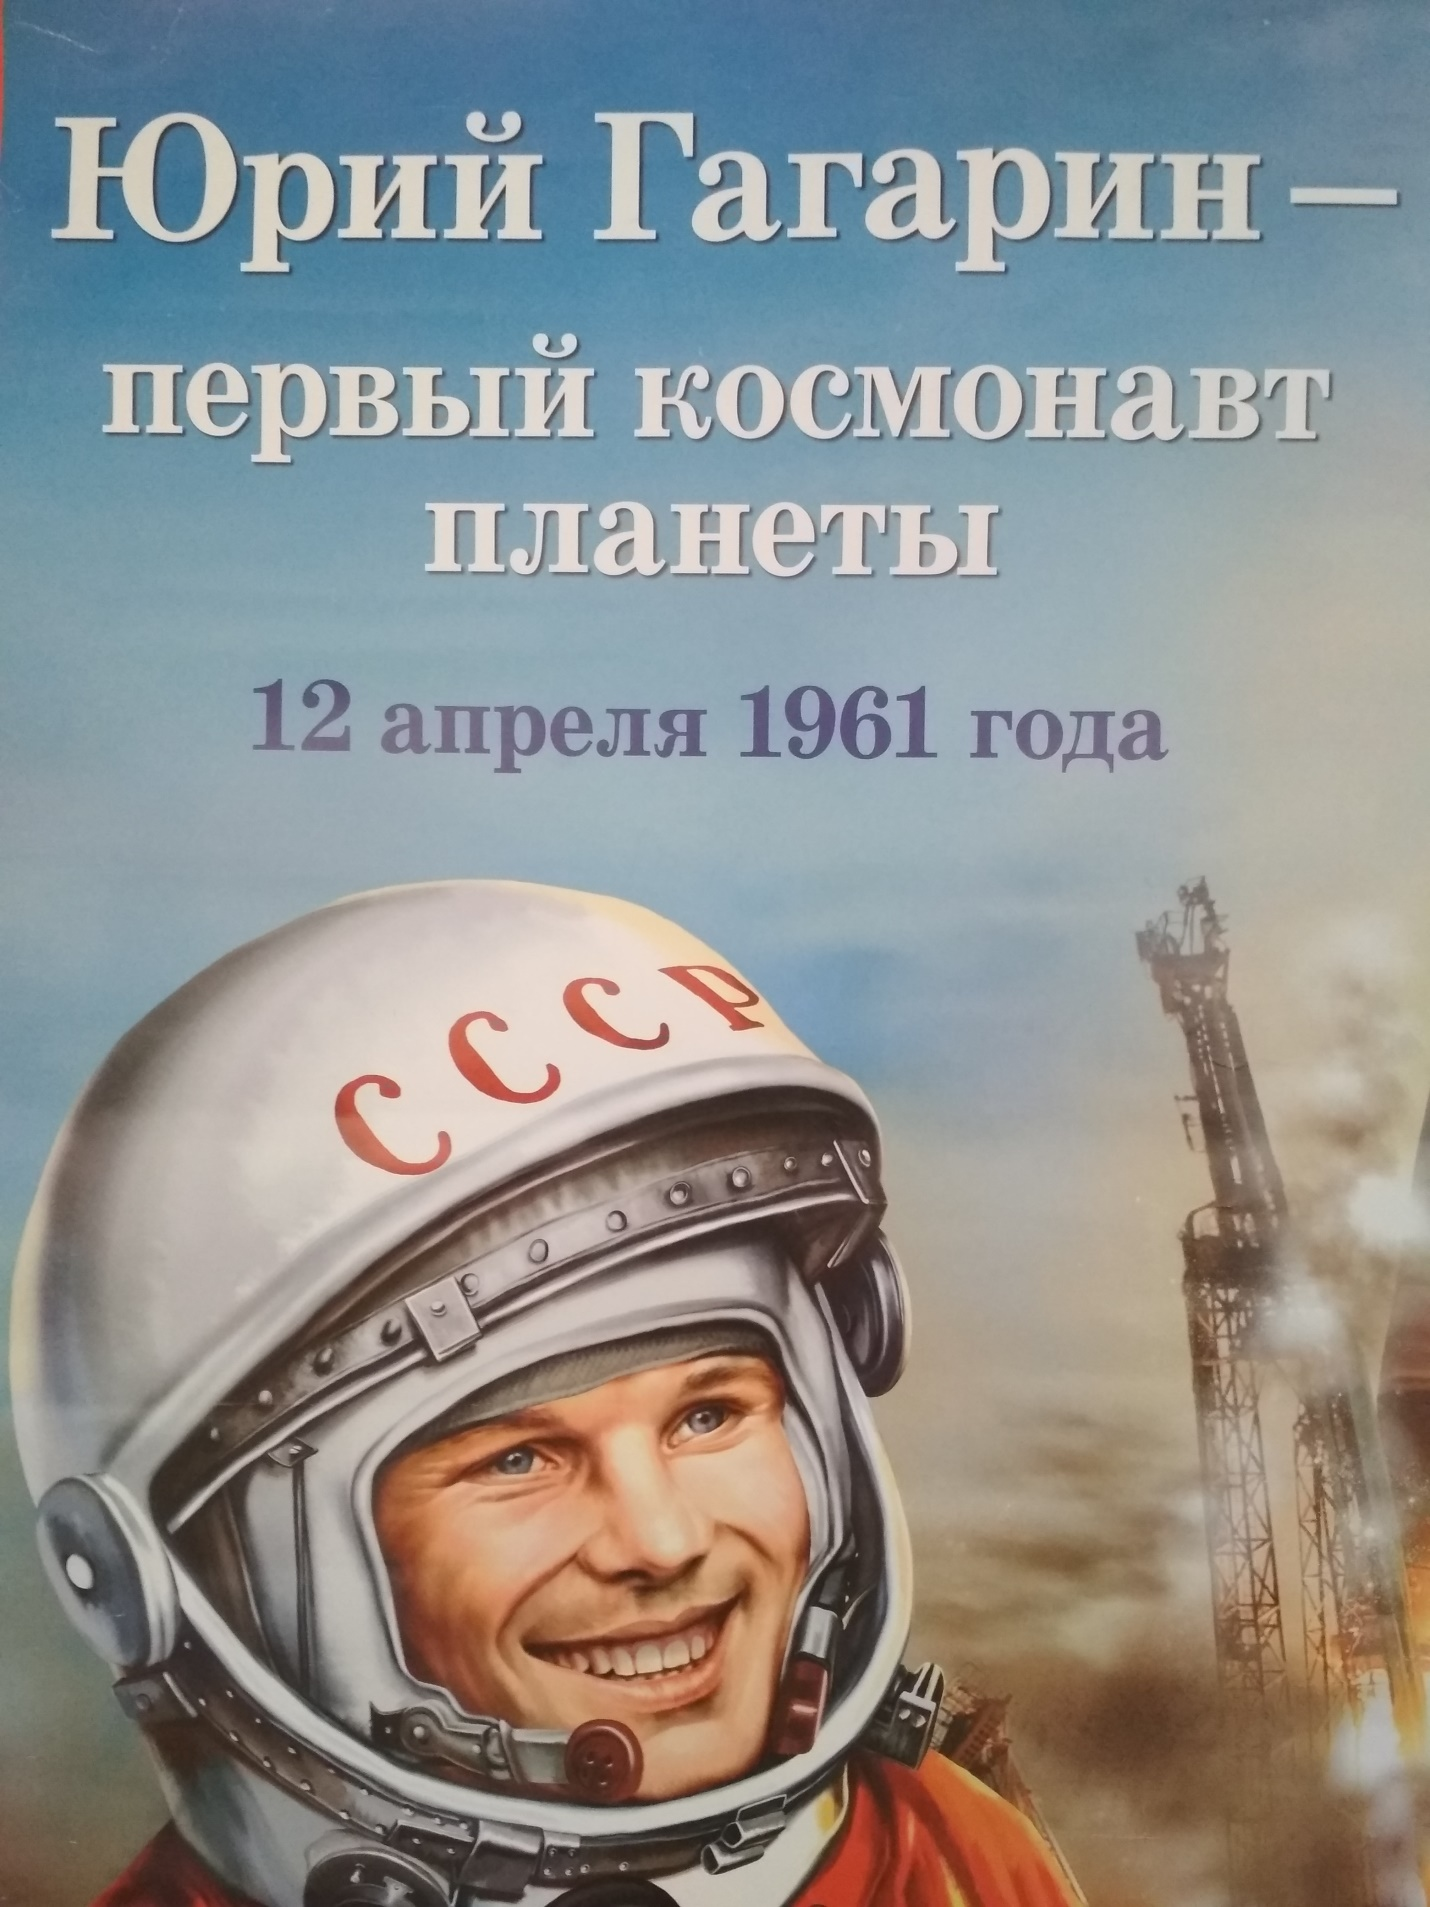 Юрий Гагарин –
первый космонавт
планеты
12 апреля 1961 года
СССР